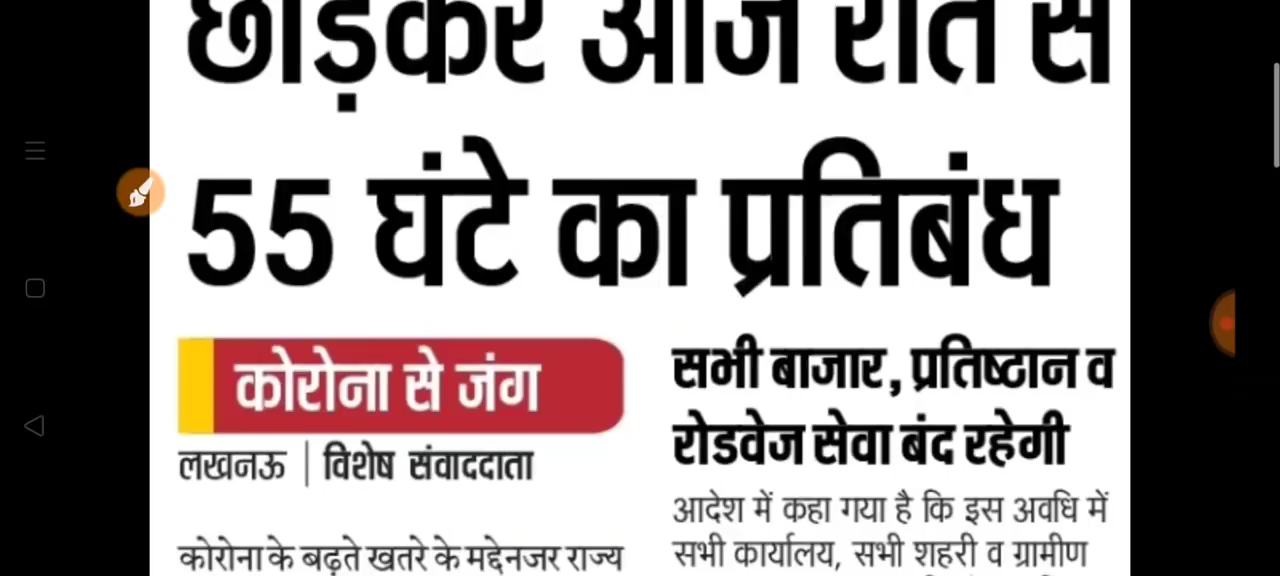 छोड़कर आज रात से
55 घंटे का प्रतिबंध
कोरोना से जंग
लखनऊ | विशेष संवाददाता
कोरोना के बढ़ते खतरे के मद्देनजर राज्य
सभी बाजार, प्रतिष्टान व
रोडवेज सेवा बंद रहेगी
आदेश में कहा गया है कि इस अवधि में
सभी कार्यालय, सभी शहरी व ग्रामीण